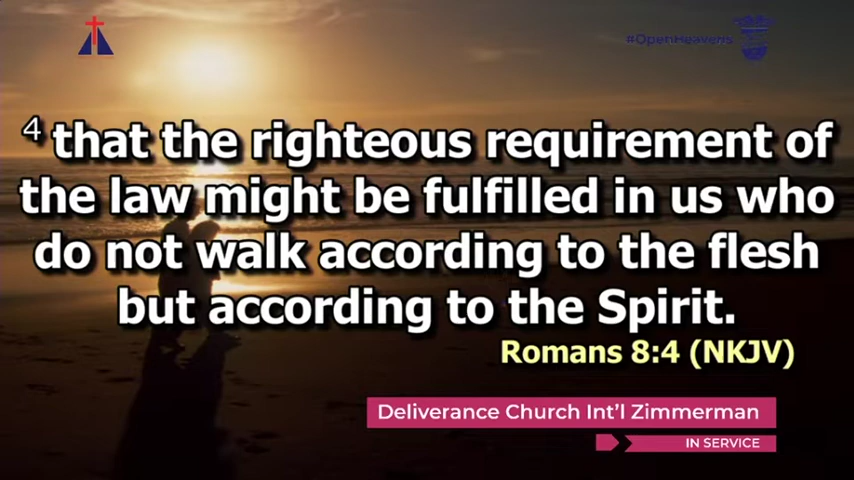 #OpenHeavens
4 that the righteous requirement of
the law might be fulfilled in us who
do not walk according to the flesh
but according to the Spirit.
Romans 8:4 (NKJV)
Deliverance Church Int'l Zimmerman
IN SERVICE